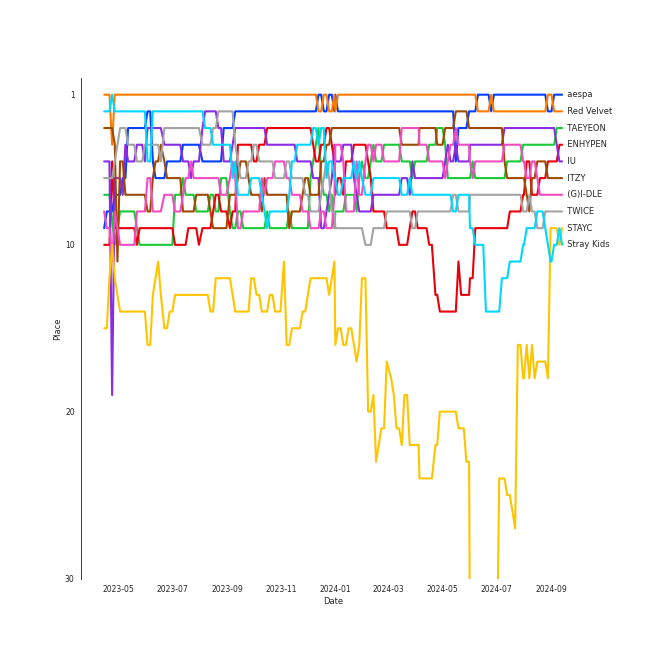 1
10
20
30
Place
aespa
Red Velvet
TAEYEON
ENHYPEN
IU
ITZY
(G)I-DLE
TWICE
STAYC
Stray Kids
2023-05 2023-07 2023-09 2023-11 2024-01 2024-03 2024-05 2024-07 2024-09
Date